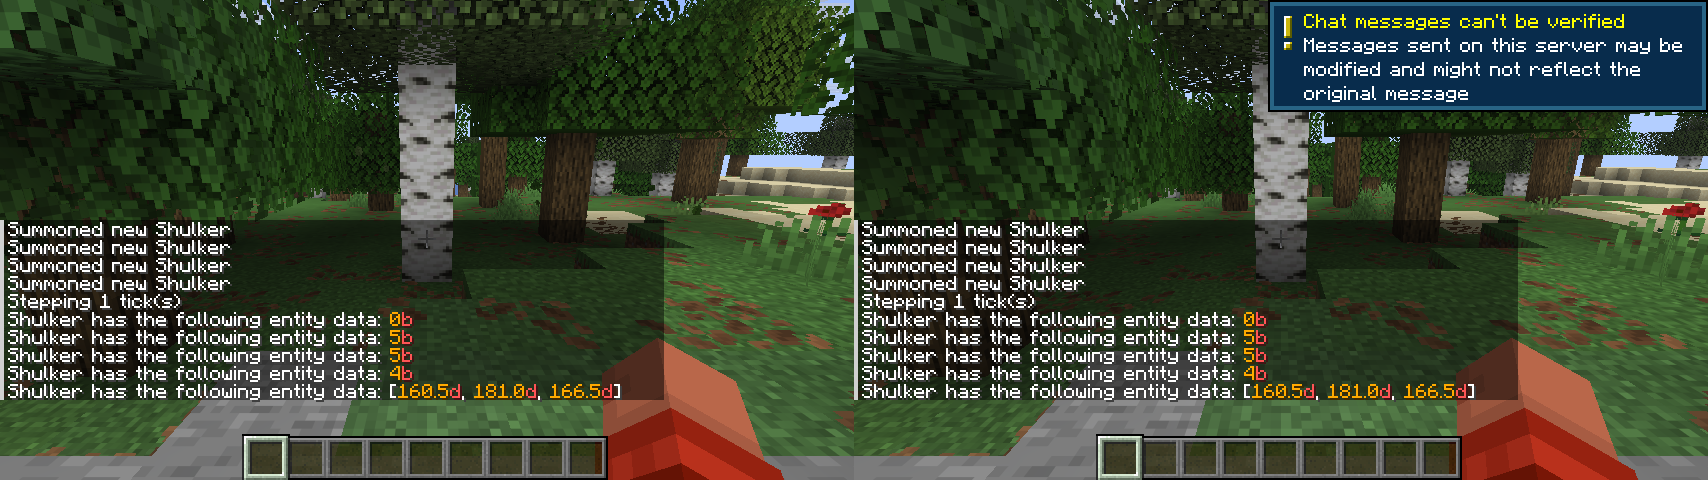 Summoned new Shulker
Summoned new Shulker
Summoned new Shulker
Summoned new Shulker
Stepping 1 tick(s)
Shulker has the following entity data: 0b
Shulker has the following entity data: 5b
Shulker has the following entity data: 5b
Shulker has the following entity data: 4b
Shulker has the following entity data: [160.5d, 181.0d, 166.5d]
Chat messages can't be verified
Messages sent on this server may be
modified and might not reflect the
original message
Summoned new Shulker
Summoned new Shulker
Summoned new Shulker
Summoned new Shulker
Stepping 1 tick(s)
Shulker has the following entity data: 0b
Shulker has the following entity data: 5b
Shulker has the following entity data: 5b
Shulker has the following entity data: 4b
Shulker has the following entity data: [160.5d, 181.0d, 166.5d]